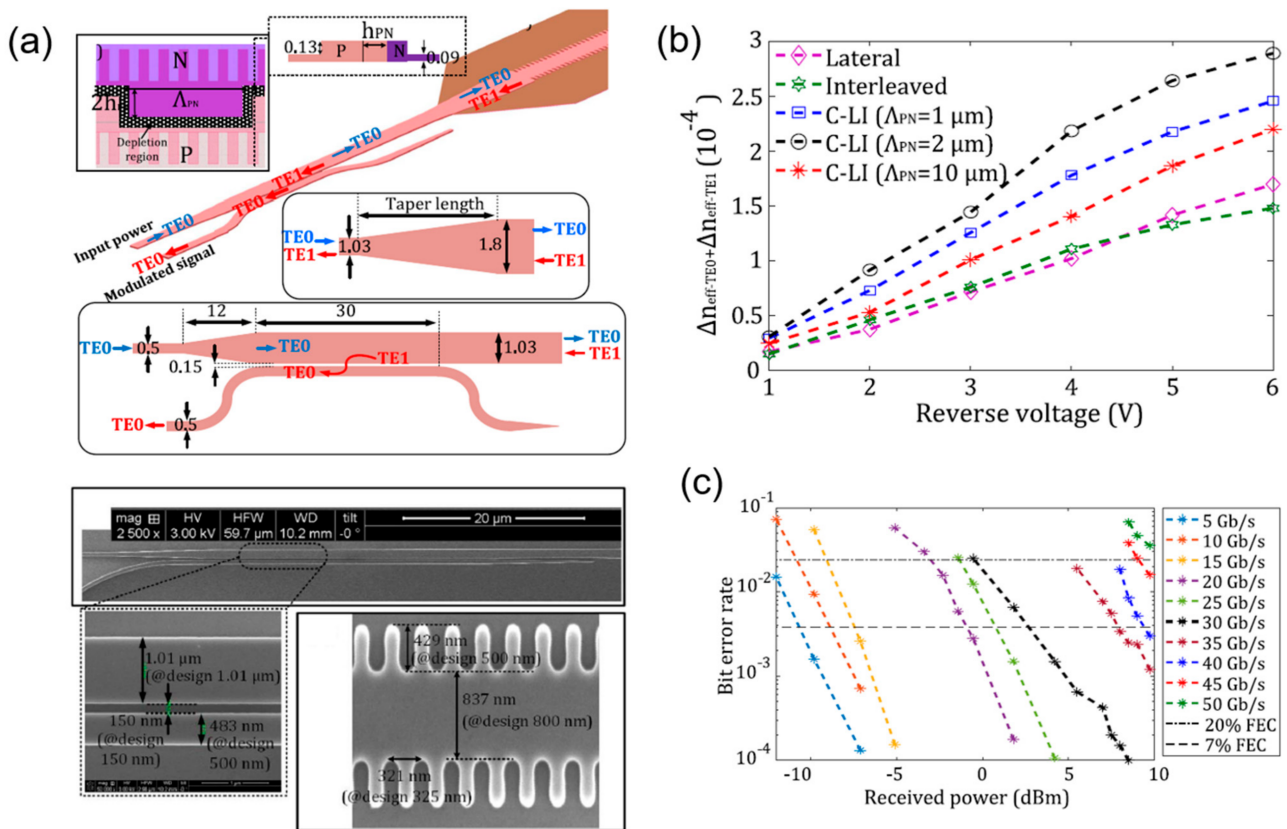 (a)
)
N
2h
ΛPN
Depletion
region
P
hPN
0.13
P
N
0.09
)
TE0
TE1
TE0
TE1
TE0
TE1
TE0
Input power
TE0
Modulated signal
Taper length
TE0
TE1
1.03
1.8
TE0
TE1
12
30
TE0
0.5
TE0
1.03
TE0
TE1
0.15
TE0
TE1
TE0
0.5
mag HV HFW WD tilt
2 500 x 3.00 kV 59.7 µm 10.2 mm -0 °
20 µm
1.01 µm
(@design 1.01 µm)
150 nm
(@design
150 nm)
483 nm
(@design
500 nm)
429 nm
(@design 500 nm)
837 nm
(@design 800 nm)
321 nm
(@design 325 nm)
(b)
Δneff-TE0+Δneff-TE1 (10-4)
3
2.5
2
1.5
1
0.5
0
1 2 3 4 5 6
Reverse voltage (V)
Lateral
Interleaved
C-LI (ΛPN=1 µm)
C-LI (ΛPN=2 µm)
C-LI (ΛPN=10 µm)
(c)
Bit error rate
10-1
10-2
10-3
10-4
-10 -5 0 5 10
Received power (dBm)
5 Gb/s
10 Gb/s
15 Gb/s
20 Gb/s
25 Gb/s
30 Gb/s
35 Gb/s
40 Gb/s
45 Gb/s
50 Gb/s
20% FEC
7% FEC